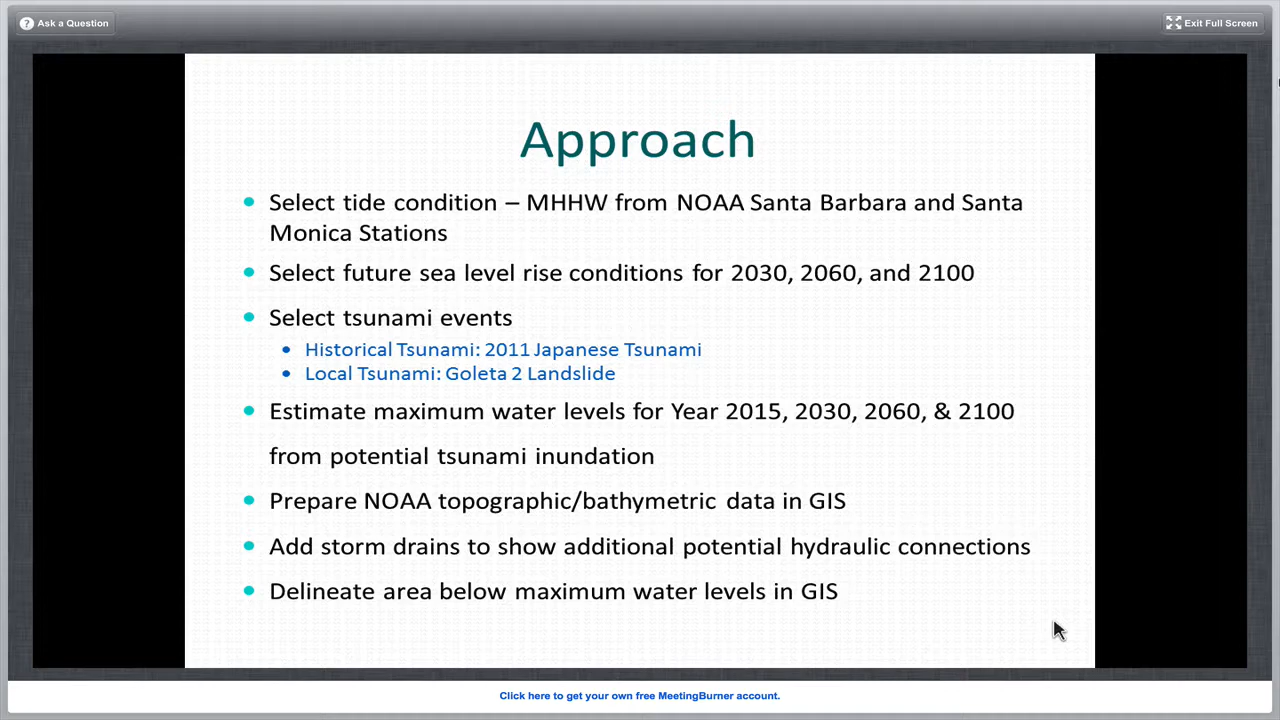 Ask a Question
Exit Full Screen
Approach
Select tide condition – MHHW from NOAA Santa Barbara and Santa
Monica Stations
Select future sea level rise conditions for 2030, 2060, and 2100
Select tsunami events
Historical Tsunami: 2011 Japanese Tsunami
Local Tsunami: Goleta 2 Landslide
Estimate maximum water levels for Year 2015, 2030, 2060, & 2100
from potential tsunami inundation
Prepare NOAA topographic/bathymetric data in GIS
Add storm drains to show additional potential hydraulic connections
Delineate area below maximum water levels in GIS
Click here to get your own free MeetingBurner account.